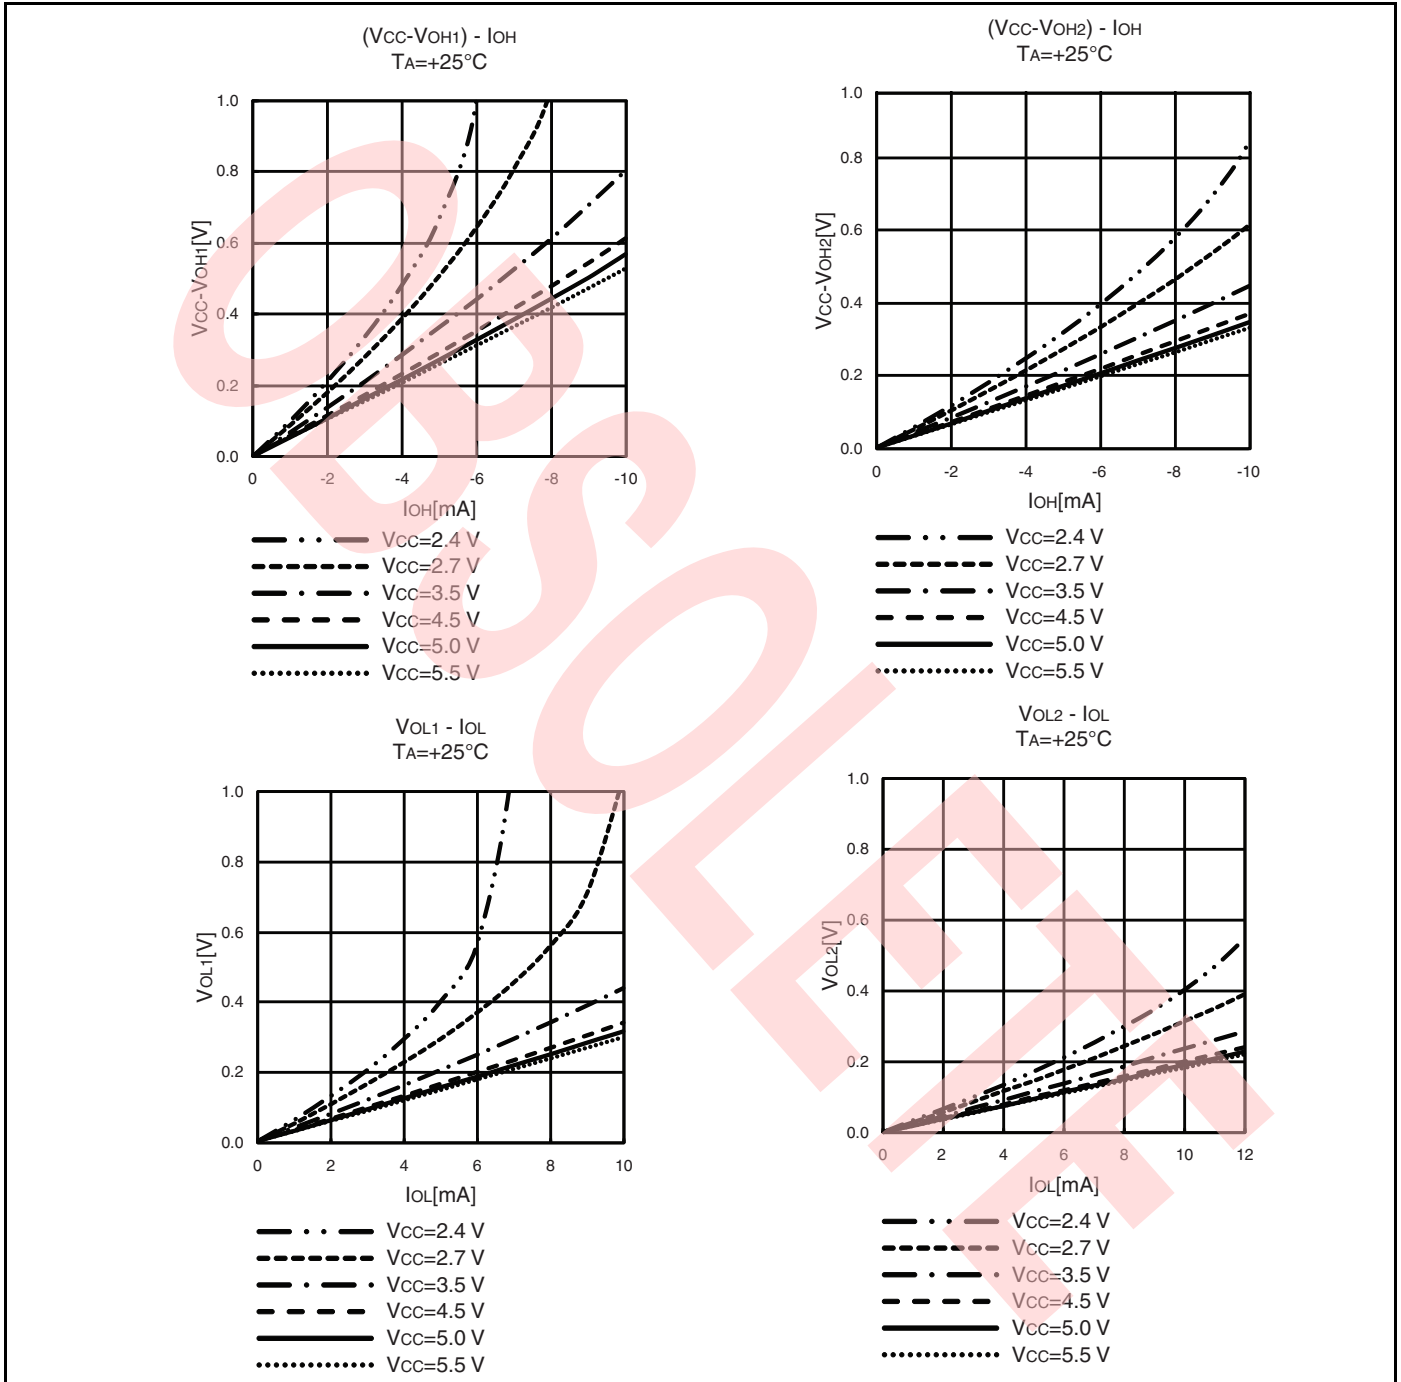 (VCC-VOH1) - IOH
TA=+25°C
1.0
0.8
0.6
0.4
0.2
0.0
VCC-VOH1[V]
0 -2 -4 -6 -8 -10
IOH[mA]
VCC=2.4 V
VCC=2.7 V
VCC=3.5 V
VCC=4.5 V
VCC=5.0 V
VCC=5.5 V
(VCC-VOH2) - IOH
TA=+25°C
1.0
0.8
0.6
0.4
0.2
0.0
VCC-VOH2[V]
0 -2 -4 -6 -8 -10
IOH[mA]
VCC=2.4 V
VCC=2.7 V
VCC=3.5 V
VCC=4.5 V
VCC=5.0 V
VCC=5.5 V
VOL1 - IOL
TA=+25°C
1.0
0.8
0.6
0.4
0.2
0.0
VOL1[V]
0 2 4 6 8 10
IOL[mA]
VCC=2.4 V
VCC=2.7 V
VCC=3.5 V
VCC=4.5 V
VCC=5.0 V
VCC=5.5 V
VOL2 - IOL
TA=+25°C
1.0
0.8
0.6
0.4
0.2
0.0
VOL2[V]
0 2 4 6 8 10 12
IOL[mA]
VCC=2.4 V
VCC=2.7 V
VCC=3.5 V
VCC=4.5 V
VCC=5.0 V
VCC=5.5 V
OBSOLETE